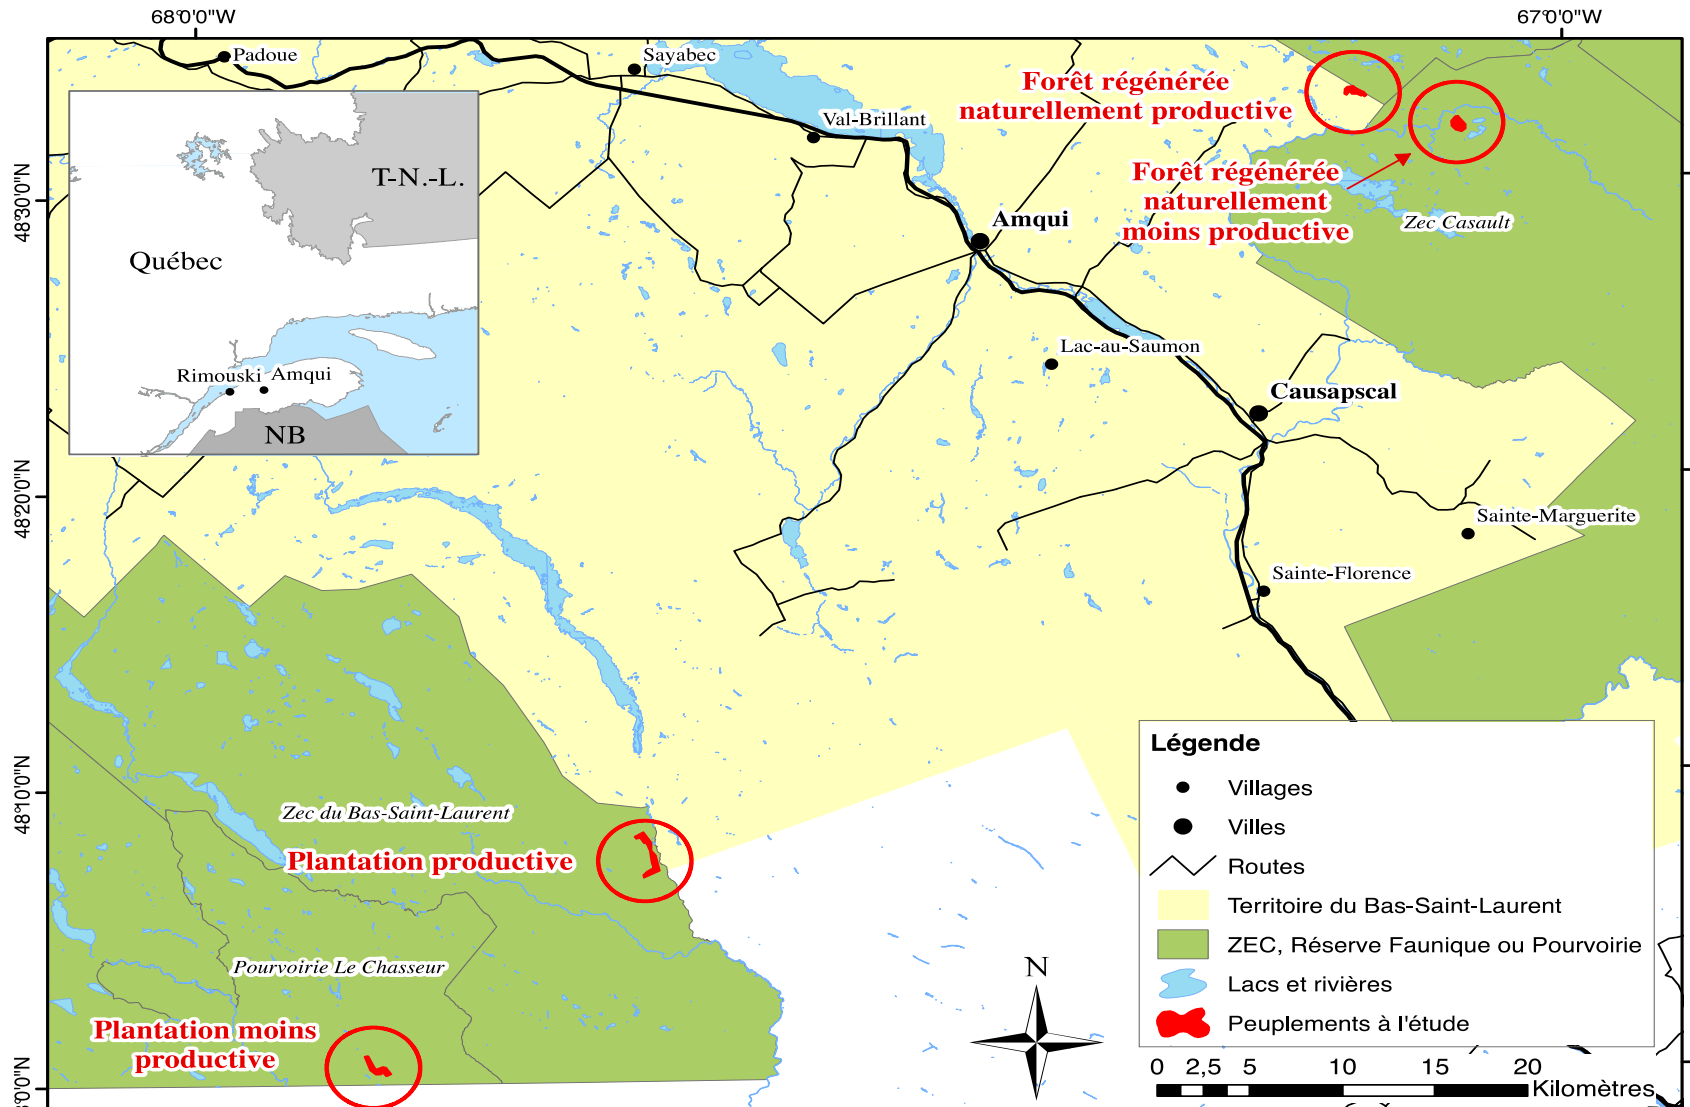 68°0'0"W
67°0'0"W
Padoue
Sayabec
Val-Brillant
Forêt régénérée
naturellement productive
Forêt régénérée
naturellement
moins productive
Zec Casault
T-N.-L.
Québec
Rimouski
Amqui
NB
48°30'0"N
Amqui
Lac-au-Saumon
Causapscal
48°20'0"N
Sainte-Marguerite
Sainte-Florence
48°10'0"N
Zec du Bas-Saint-Laurent
Plantation productive
Pourvoirie Le Chasseur
Plantation moins
productive
N
Légende
Villages
Villes
Routes
Territoire du Bas-Saint-Laurent
ZEC, Réserve Faunique ou Pourvoirie
Lacs et rivières
Peuplements à l'étude
0 2,5 5 10 15 20
Kilomètres